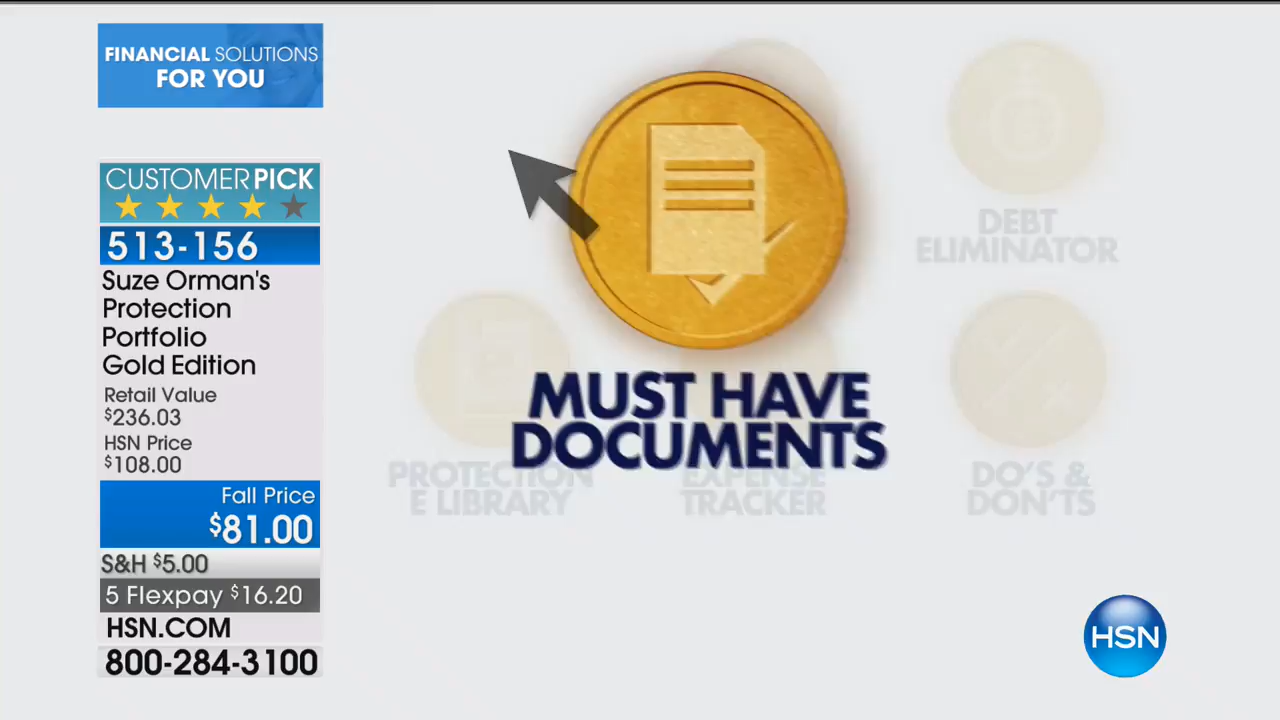 FINANCIAL SOLUTIONS
FOR YOU
CUSTOMER PICK
513-156
Suze Orman's
Protection
Portfolio
Gold Edition
Retail Value
$236.03
HSN Price
$108.00
Fall Price
$81.00
S&H $5.00
5 Flexpay $16.20
HSN.COM
800-284-3100
MUST HAVE
DOCUMENTS
DEBT
ELIMINATOR
PROTECTION
E LIBRARY
EXPENSE
TRACKER
DO'S &
DON'TS
HSN